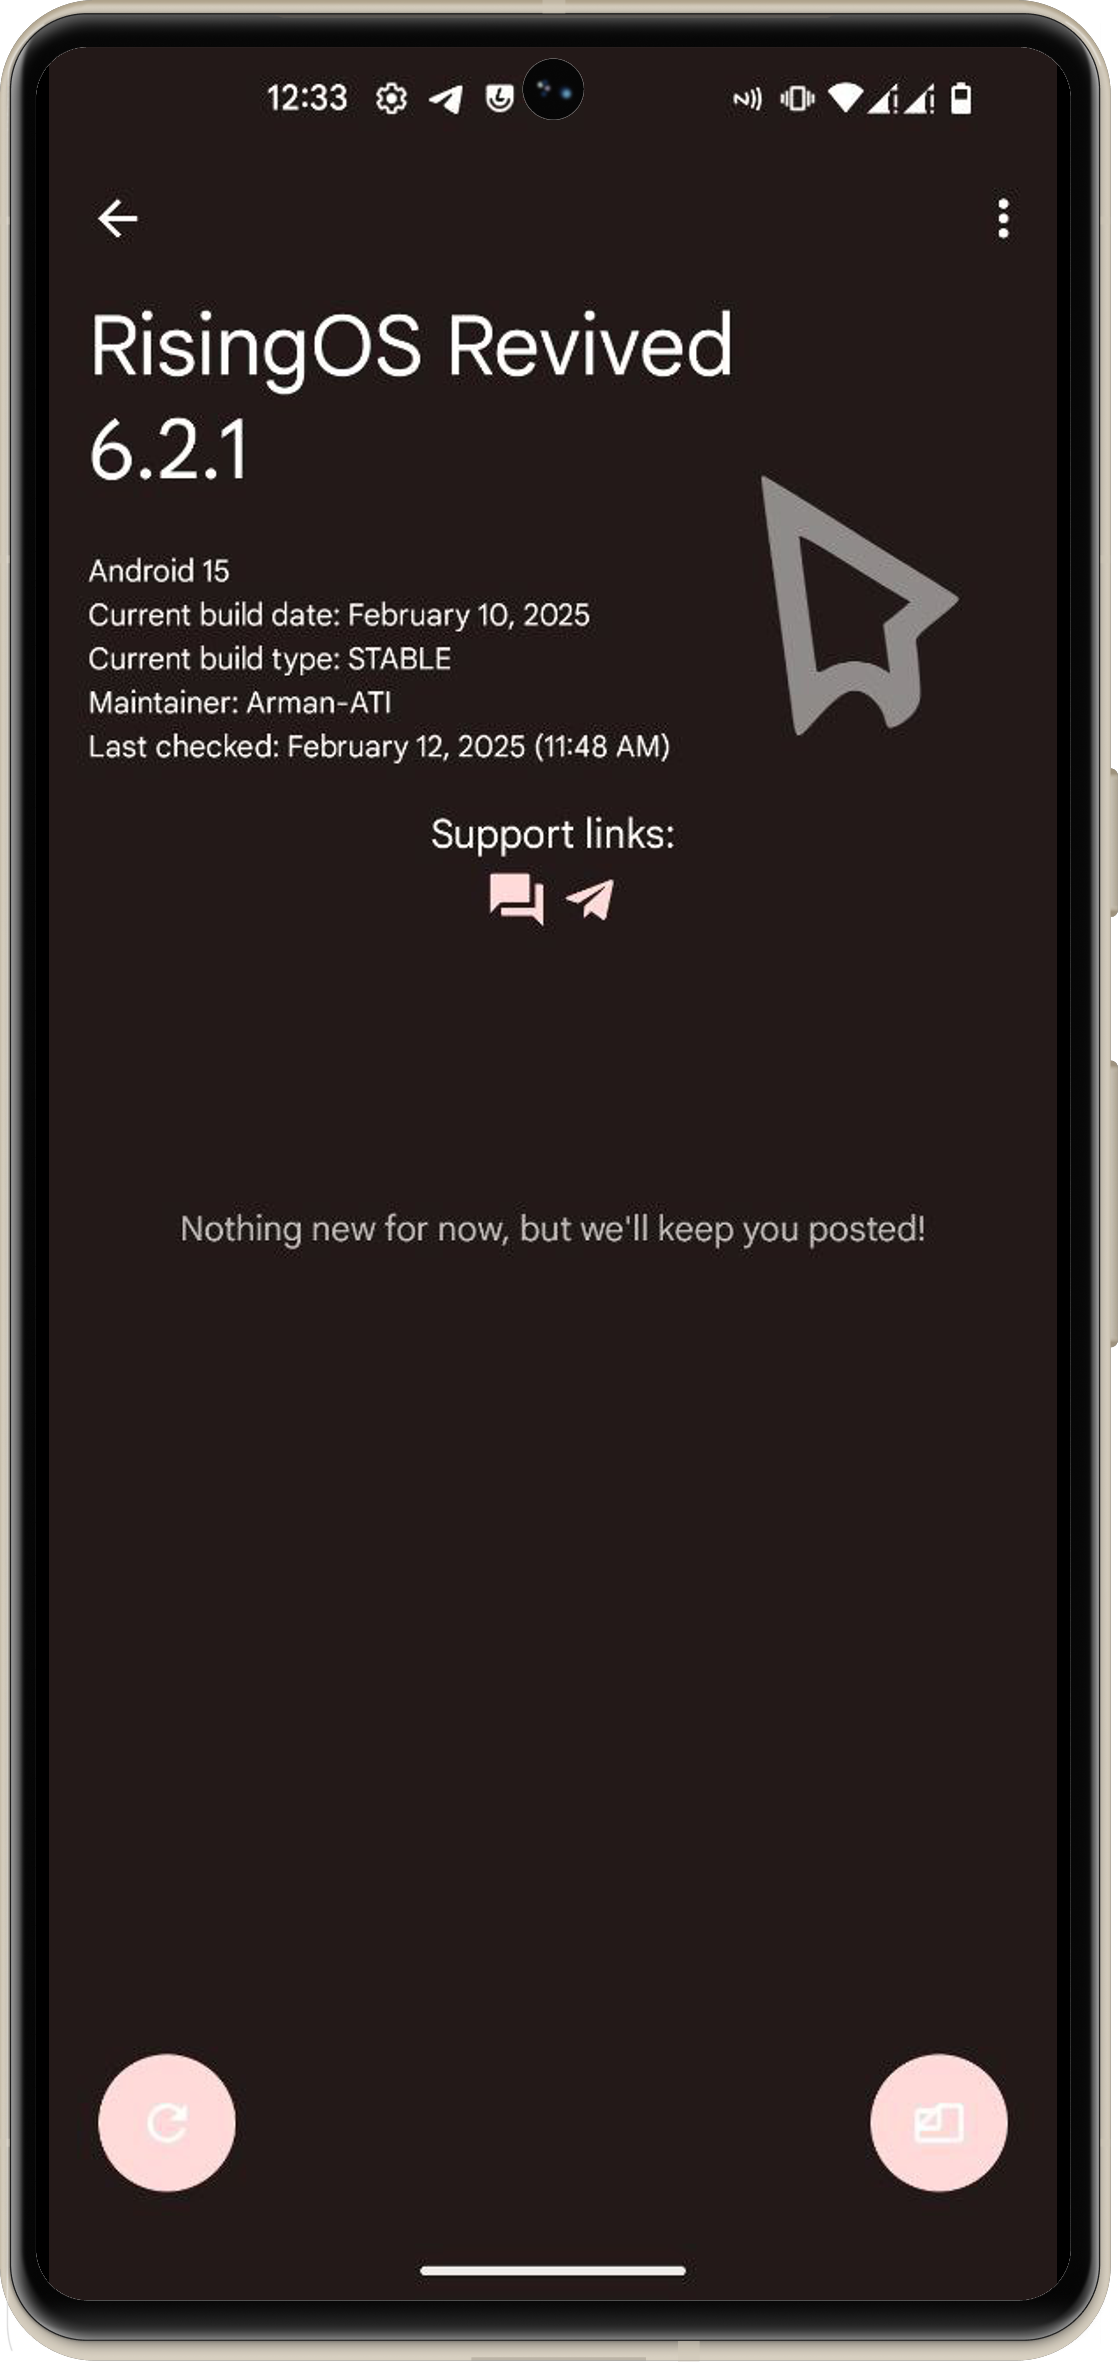 12:33
RisingOS Revived
6.2.1
Android 15
Current build date: February 10, 2025
Current build type: STABLE
Maintainer: Arman-ATI
Last checked: February 12, 2025 (11:48 AM)
Support links:
Nothing new for now, but we'll keep you posted!